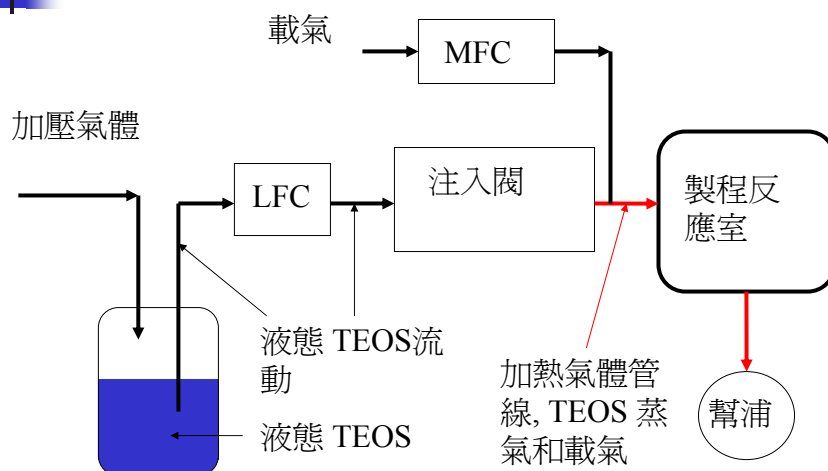 載氣
MFC
加壓氣體
LFC
注入閥
製程反
應室
液態 TEOS流
動
液態 TEOS
加熱氣體管
線, TEOS 蒸
氣和載氣
幫浦